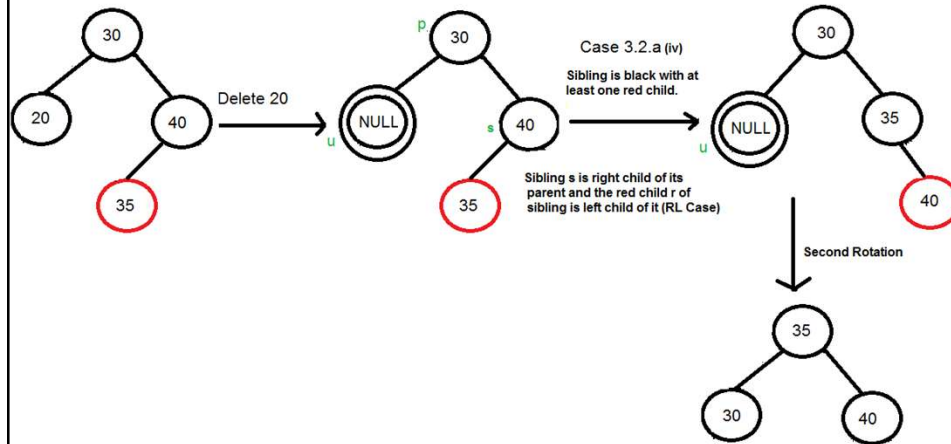 30
20
40
35
Delete 20
p
30
NULL
u
s
40
35
Case 3.2.a (iv)
Sibling is black with at
least one red child.
Sibling s is right child of its
parent and the red child r of
sibling is left child of it (RL Case)
30
NULL
u
35
40
Second Rotation
35
30
40